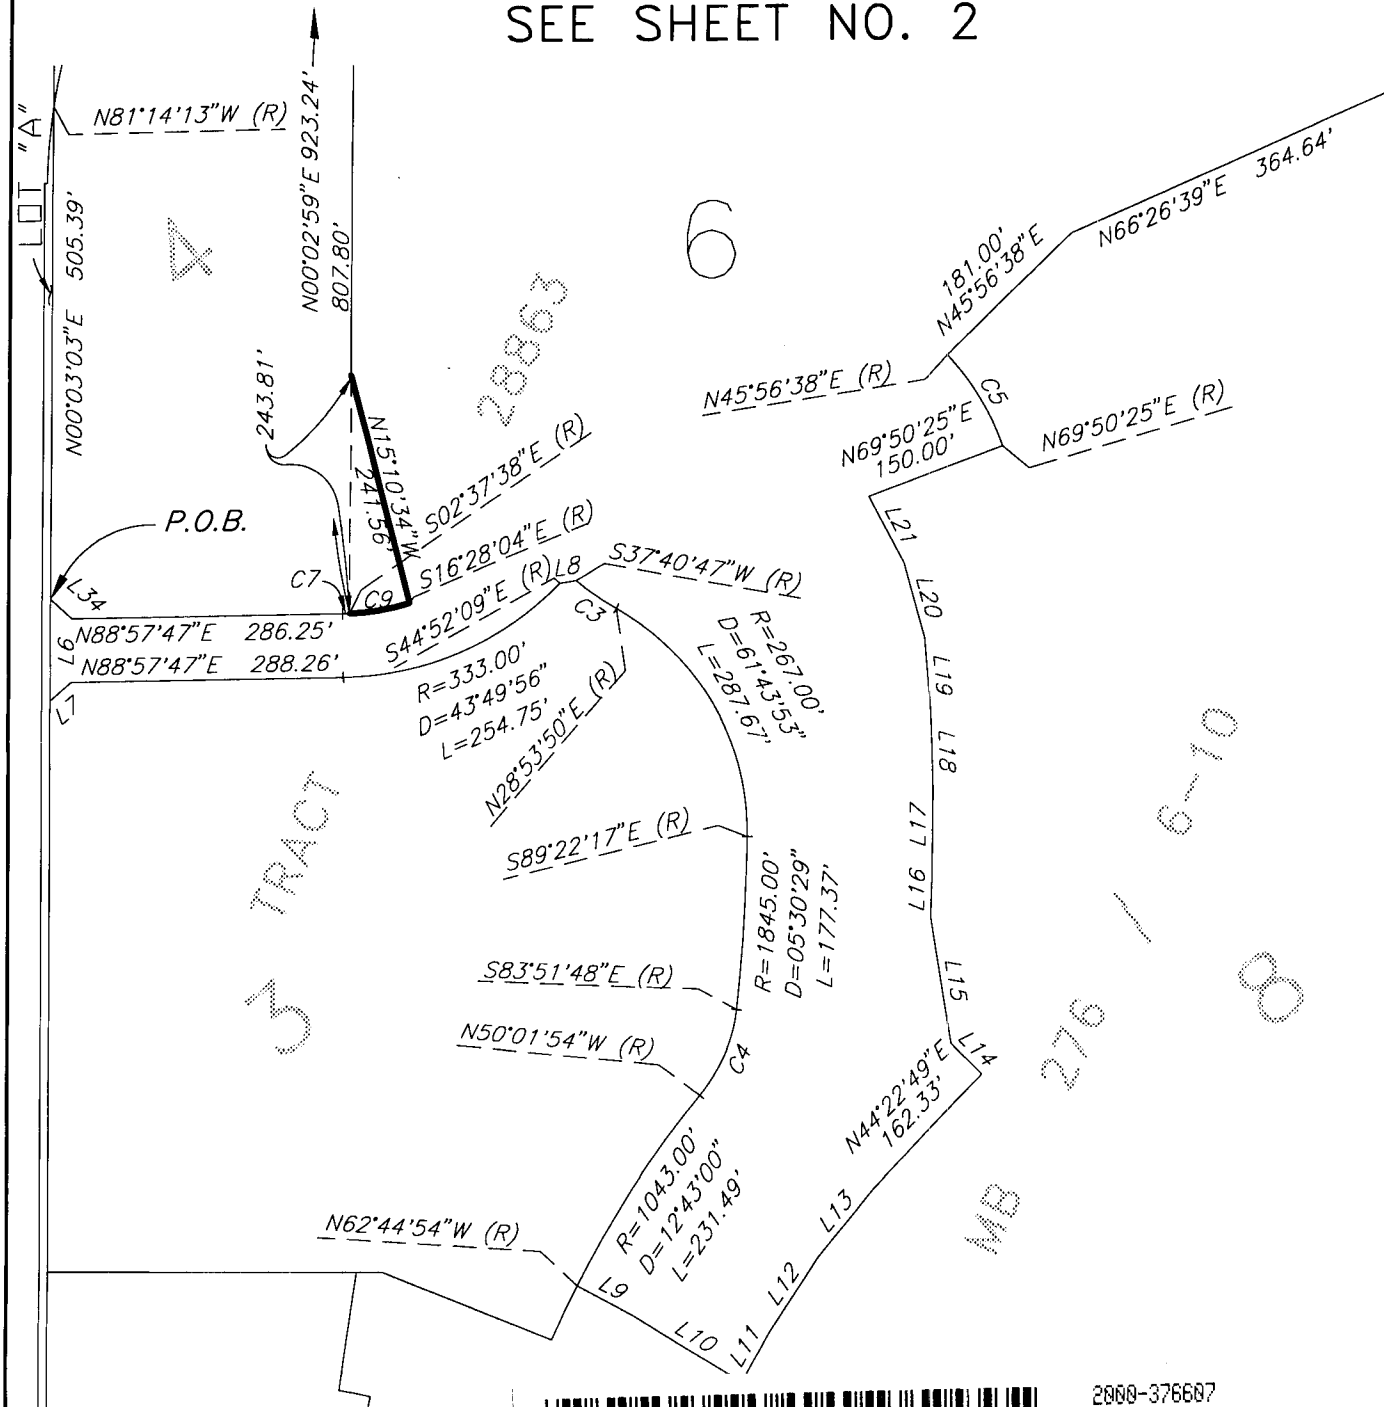 SEE SHEET NO. 2
LOT "A"
N81°14'13"W (R)
N00°03'03"E 505.39'
N00°02'59"E 923.24'
807.80'
4
6
28863
243.81'
N15°10'34"W
241.56'
S02°37'38"E (R)
S16°28'04"E (R)
S44°52'09"E (R)
L8
S37°40'47"W (R)
181.00'
N45°56'38"E
N66°26'39"E 364.64'
N45°56'38"E (R)
C5
N69°50'25"E
150.00'
N69°50'25"E (R)
P.O.B.
C7
C9
L34
N88°57'47"E 286.25'
97
N88°57'47"E 288.26'
L7
R=333.00'
D=43°49'56"
L=254.75'
C3
N28°53'50"E (R)
R=267.00'
D=61°43'53"
L=287.67'
L21
L20
L19
L18
L17
L16
L15
L14
S89°22'17"E (R)
R=1845.00'
D=05°30'29"
L=177.37'
S83°51'48"E (R)
N50°01'54"W (R)
C4
TRACT
3
MB 276 / 6-10
8
N44°22'49"E
162.33'
R=1043.00'
D=12°43'00"
L=231.49'
N62°44'54"W (R)
L9
L10
L11
L12
L13
2000-376607